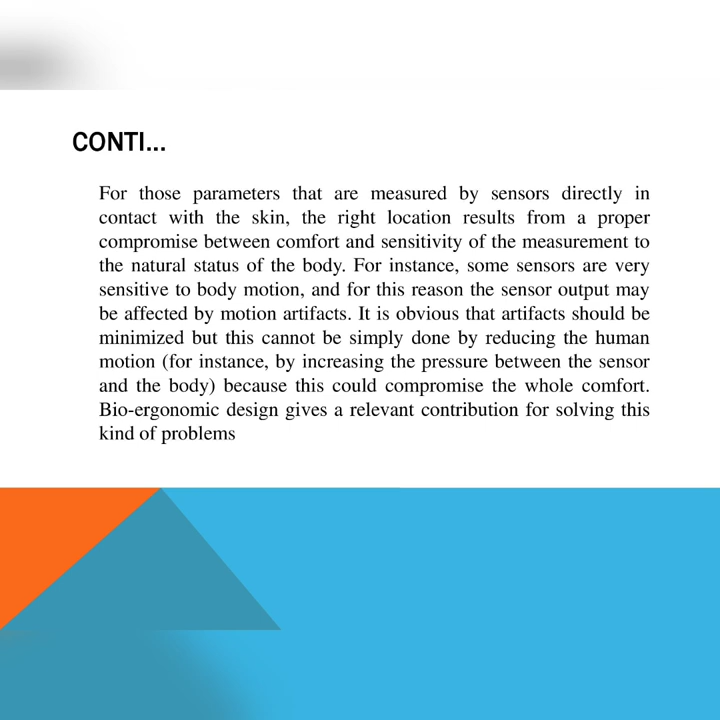 CONTI...
For those parameters that are measured by sensors directly in
contact with the skin, the right location results from a proper
compromise between comfort and sensitivity of the measurement to
the natural status of the body. For instance, some sensors are very
sensitive to body motion, and for this reason the sensor output may
be affected by motion artifacts. It is obvious that artifacts should be
minimized but this cannot be simply done by reducing the human
motion (for instance, by increasing the pressure between the sensor
and the body) because this could compromise the whole comfort.
Bio-ergonomic design gives a relevant contribution for solving this
kind of problems